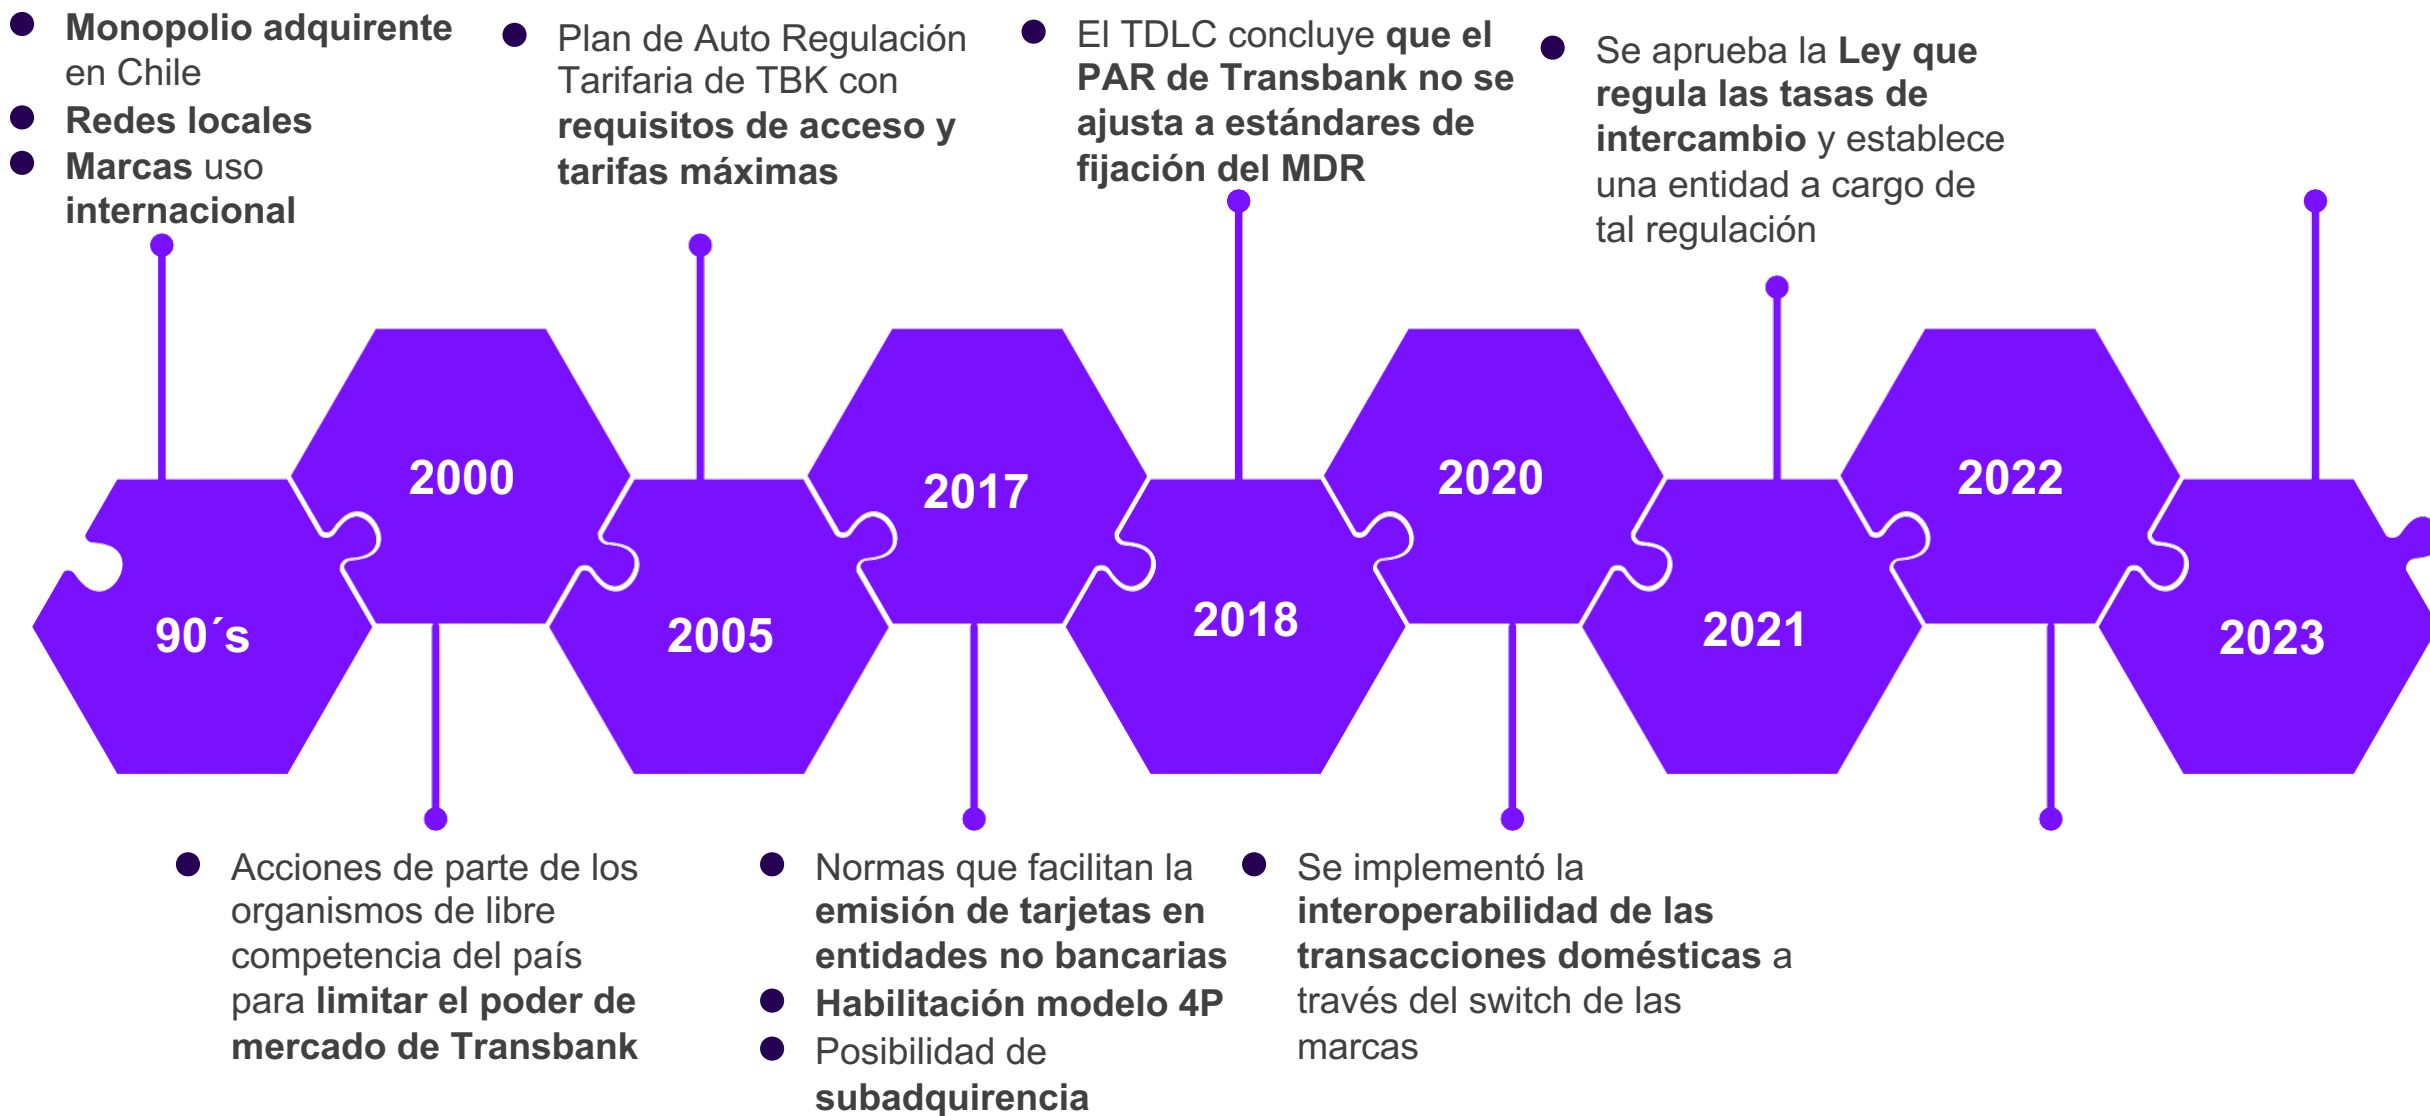 Monopolio adquirente
en Chile
Redes locales
Marcas uso
internacional
Plan de Auto Regulación
Tarifaria de TBK con
requisitos de acceso y
tarifas máximas
El TDLC concluye que el
PAR de Transbank no se
ajusta a estándares de
fijación del MDR
Se aprueba la Ley que
regula las tasas de
intercambio y establece
una entidad a cargo de
tal regulación
90´s
2000
2005
2017
2018
2020
2021
2022
2023
Acciones de parte de los
organismos de libre
competencia del país
para limitar el poder de
mercado de Transbank
Normas que facilitan la
emisión de tarjetas en
entidades no bancarias
Habilitación modelo 4P
Posibilidad de
subadquirencia
Se implementó la
interoperabilidad de las
transacciones domésticas a
través del switch de las
marcas